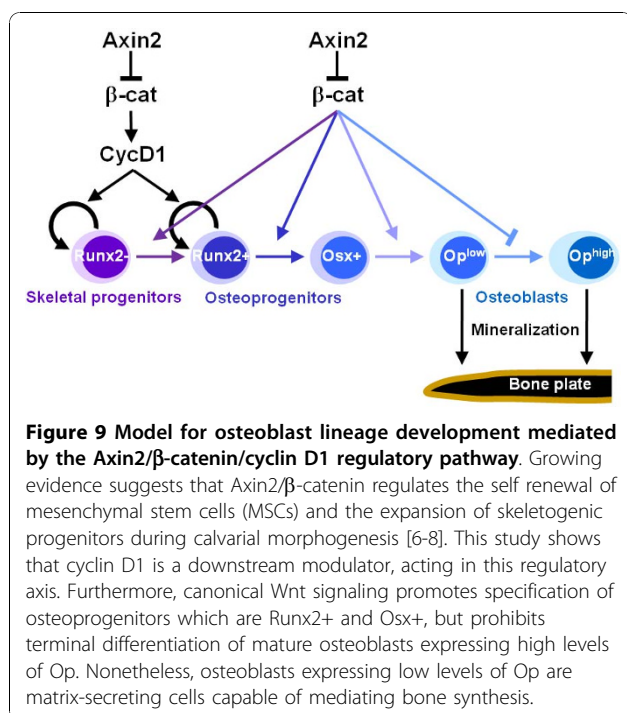 Axin2 Axin2
β-cat β-cat
CycD1
Runx2- Runx2+ Osx+ Oplow Ophigh
Skeletal progenitors Osteoprogenitors Osteoblasts
Mineralization
Bone plate
Figure 9 Model for osteoblast lineage development mediated
by the Axin2/β-catenin/cyclin D1 regulatory pathway. Growing
evidence suggests that Axin2/β-catenin regulates the self renewal of
mesenchymal stem cells (MSCs) and the expansion of skeletogenic
progenitors during calvarial morphogenesis [6-8]. This study shows
that cyclin D1 is a downstream modulator, acting in this regulatory
axis. Furthermore, canonical Wnt signaling promotes specification of
osteoprogenitors which are Runx2+ and Osx+, but prohibits
terminal differentiation of mature osteoblasts expressing high levels
of Op. Nonetheless, osteoblasts expressing low levels of Op are
matrix-secreting cells capable of mediating bone synthesis.